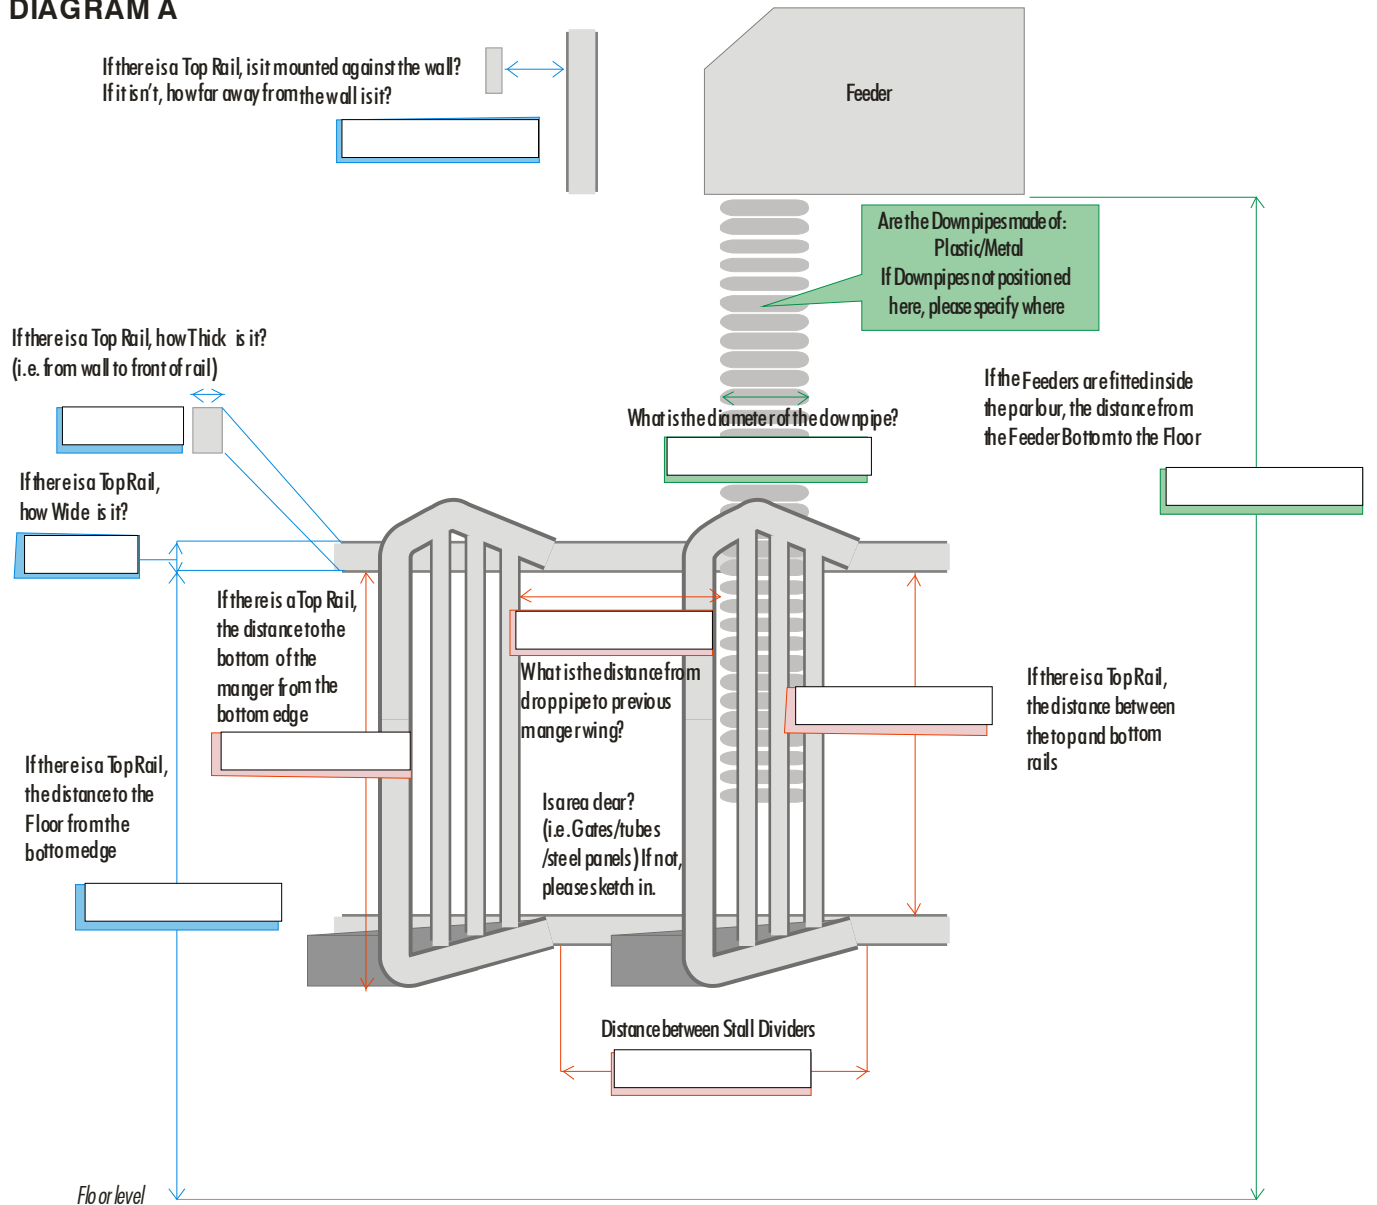 DIAGRAM A
If there is a Top Rail, is it mounted against the wall?
If it isn't, how far away from the wall is it?
Feeder
Are the Downpipes made of:
Plastic/Metal
If Downpipes not positioned
here, please specify where
If there is a Top Rail, how Thick is it?
(i.e. from wall to front of rail)
If the Feeders are fitted inside
the parlour, the distance from
the Feeder Bottom to the Floor
What is the diameter of the downpipe?
If there is a Top Rail,
how Wide is it?
If there is a Top Rail,
the distance to the
bottom of the
manger from the
bottom edge
What is the distance from
drop pipe to previous
manger wing?
If there is a Top Rail,
the distance between
the top and bottom
rails
If there is a Top Rail,
the distance to the
Floor from the
bottom edge
Is area clear?
(i.e. Gates/tubes
/steel panels) If not,
please sketch in.
Distance between Stall Dividers
Floor level